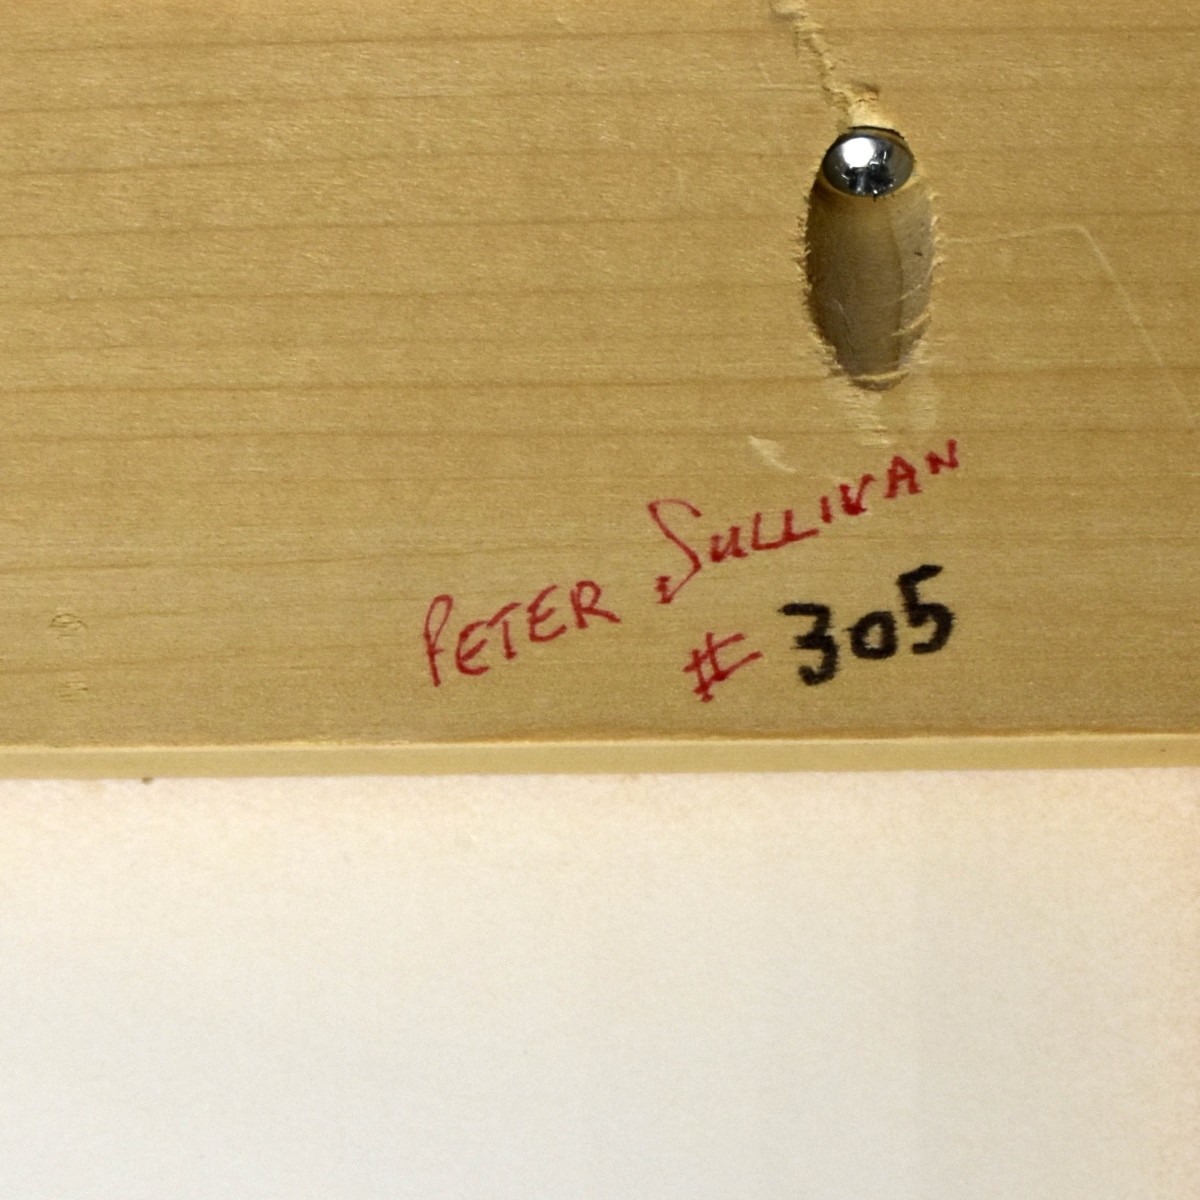 PETER SULLIVAN
# 305